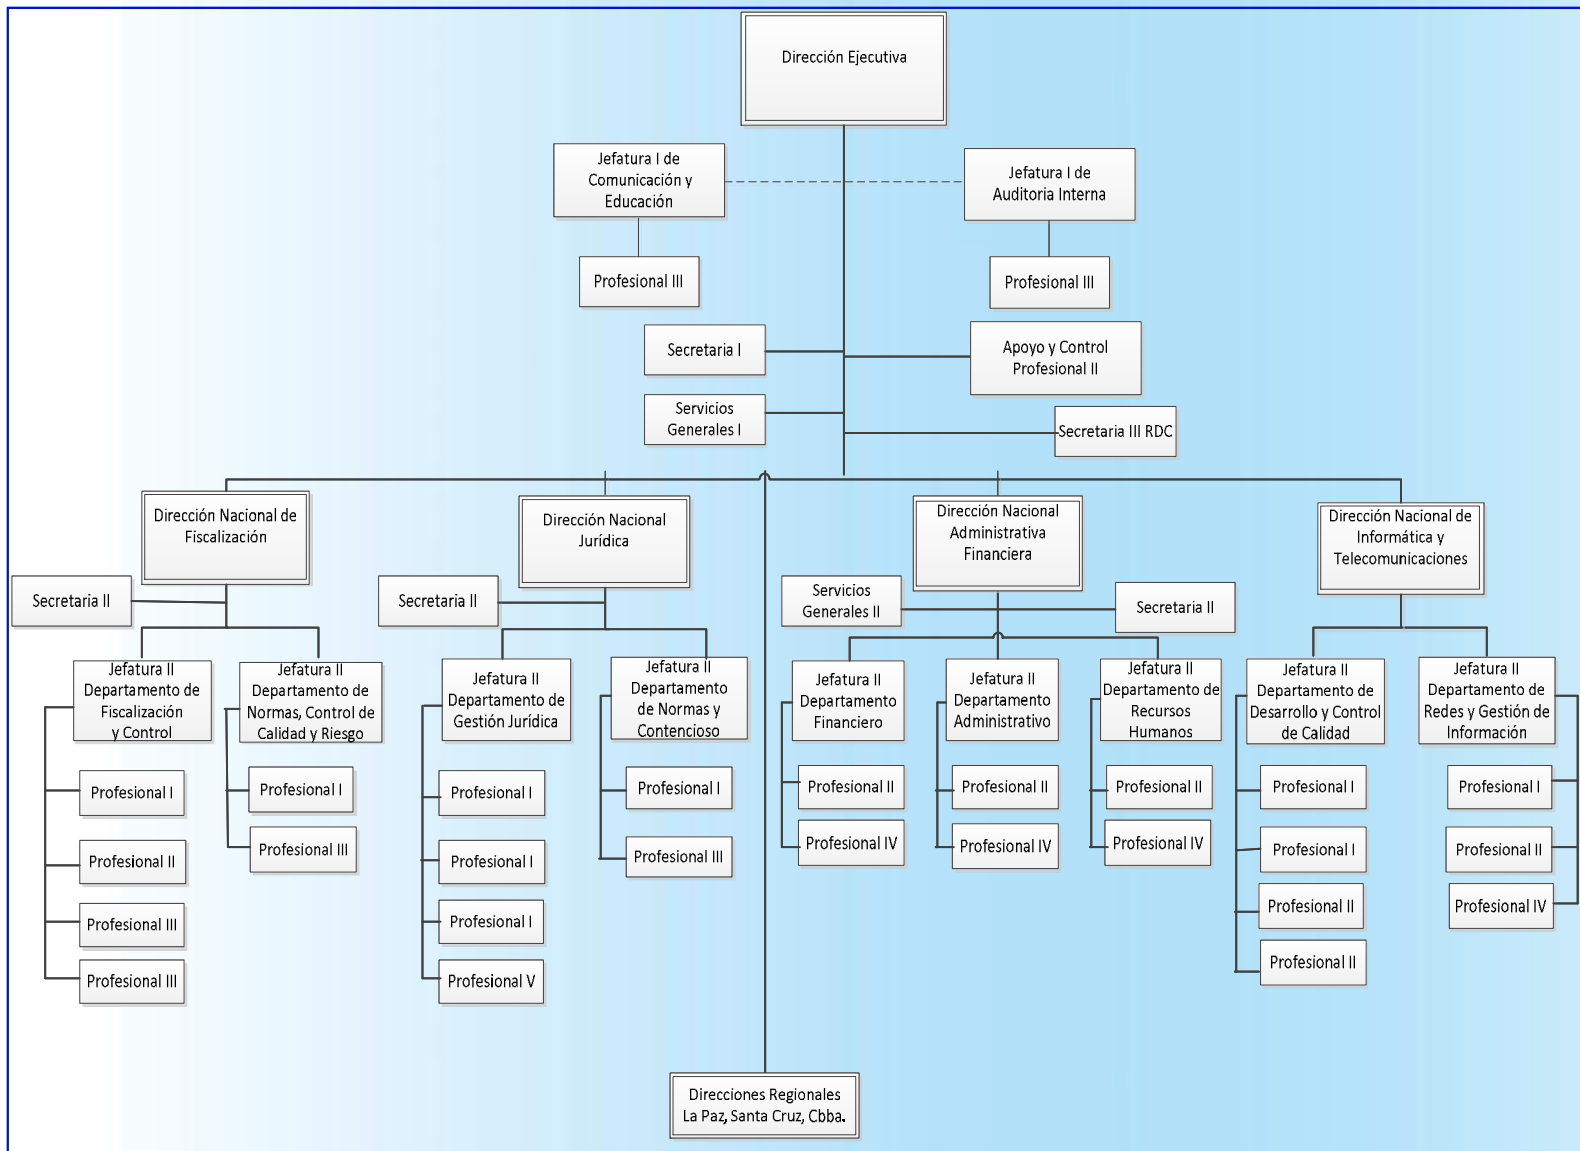 Dirección Ejecutiva
Jefatura I de
Comunicación y
Educación
Jefatura I de
Auditoria Interna
Profesional III
Profesional III
Secretaria I
Apoyo y Control
Profesional II
Servicios
Generales I
Secretaria III RDC
Dirección Nacional de
Fiscalización
Dirección Nacional
Jurídica
Dirección Nacional
Administrativa
Financiera
Dirección Nacional de
Informática y
Telecomunicaciones
Secretaria II
Secretaria II
Servicios
Generales II
Secretaria II
Jefatura II
Departamento de
Fiscalización
y Control
Jefatura II
Departamento de
Normas, Control de
Calidad y Riesgo
Jefatura II
Departamento de
Gestión Jurídica
Jefatura II
Departamento
de Normas y
Contencioso
Jefatura II
Departamento
Financiero
Jefatura II
Departamento
Administrativo
Jefatura II
Departamento de
Recursos
Humanos
Jefatura II
Departamento de
Desarrollo y Control
de Calidad
Jefatura II
Departamento de
Redes y Gestión de
Información
Profesional I
Profesional II
Profesional III
Profesional III
Profesional I
Profesional III
Profesional I
Profesional I
Profesional I
Profesional V
Profesional I
Profesional III
Profesional II
Profesional IV
Profesional II
Profesional IV
Profesional II
Profesional IV
Profesional I
Profesional I
Profesional II
Profesional II
Profesional I
Profesional II
Profesional IV
Direcciones Regionales
La Paz, Santa Cruz, Cbba.